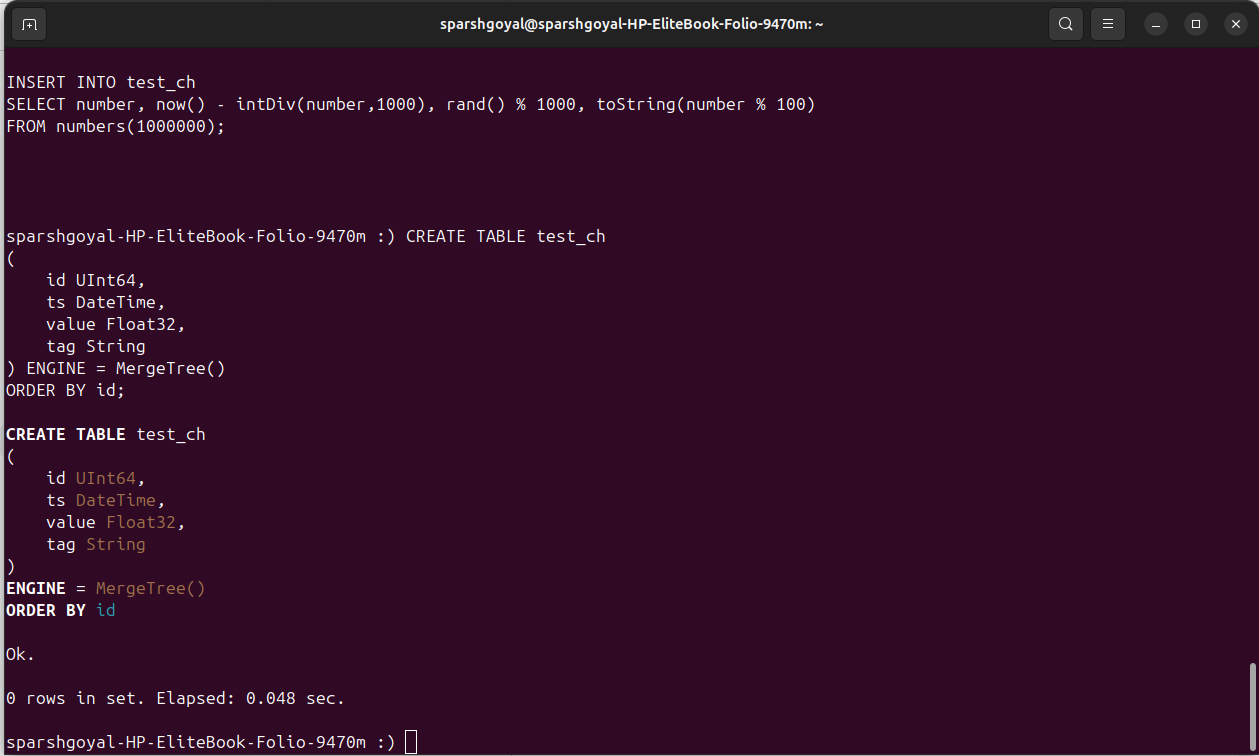 sparshgoyal@sparshgoyal-HP-EliteBook-Folio-9470m: ~
INSERT INTO test_ch
SELECT number, now() - intDiv(number,1000), rand() % 1000, toString(number % 100)
FROM numbers(1000000);
sparshgoyal-HP-EliteBook-Folio-9470m :) CREATE TABLE test_ch
(
    id UInt64,
    ts DateTime,
    value Float32,
    tag String
) ENGINE = MergeTree()
ORDER BY id;
CREATE TABLE test_ch
(
    id UInt64,
    ts DateTime,
    value Float32,
    tag String
)
ENGINE = MergeTree()
ORDER BY id
Ok.
0 rows in set. Elapsed: 0.048 sec.
sparshgoyal-HP-EliteBook-Folio-9470m :)